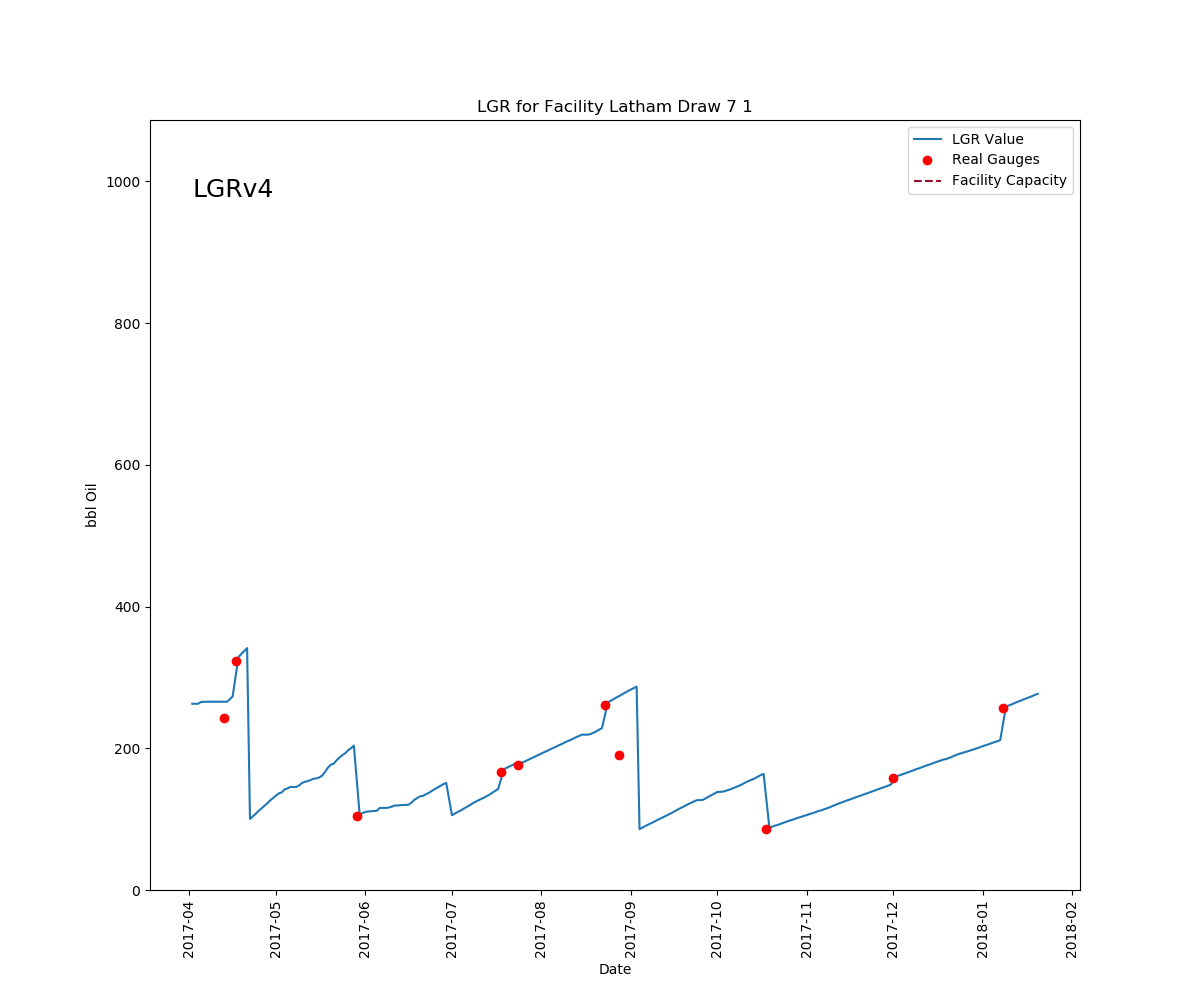 LGR for Facility Latham Draw 7 1
LGRv4
LGR Value
Real Gauges
Facility Capacity
1000
800
600
400
200
0
bbl Oil
2017-04
2017-05
2017-06
2017-07
2017-08
2017-09
2017-10
2017-11
2017-12
2018-01
2018-02
Date